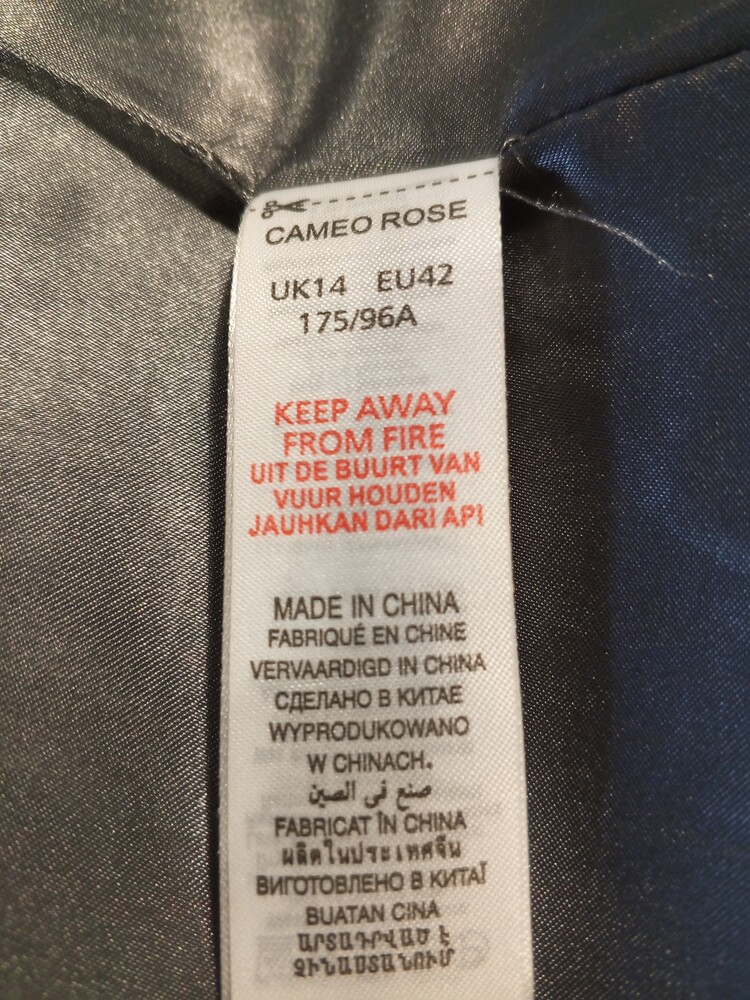 CAMEO ROSE
UK14 EU42
175/96A
KEEP AWAY
FROM FIRE
UIT DE BUURT VAN
VUUR HOUDEN
JAUHKAN DARI API
MADE IN CHINA
FABRIQUÉ EN CHINE
VERVAARDIGD IN CHINA
СДЕЛАНО В КИТАЕ
WYPRODUKOWANO
W CHINACH.
صنع في الصين
FABRICAT ÎN CHINA
ผลิตในประเทศจีน
ВИГОТОВЛЕНО В КИТАЇ
BUATAN CINA
ԱՐՏԱԴՐՎԱԾ Է
ՉԻՆԱՍՏԱՆՈՒՄ